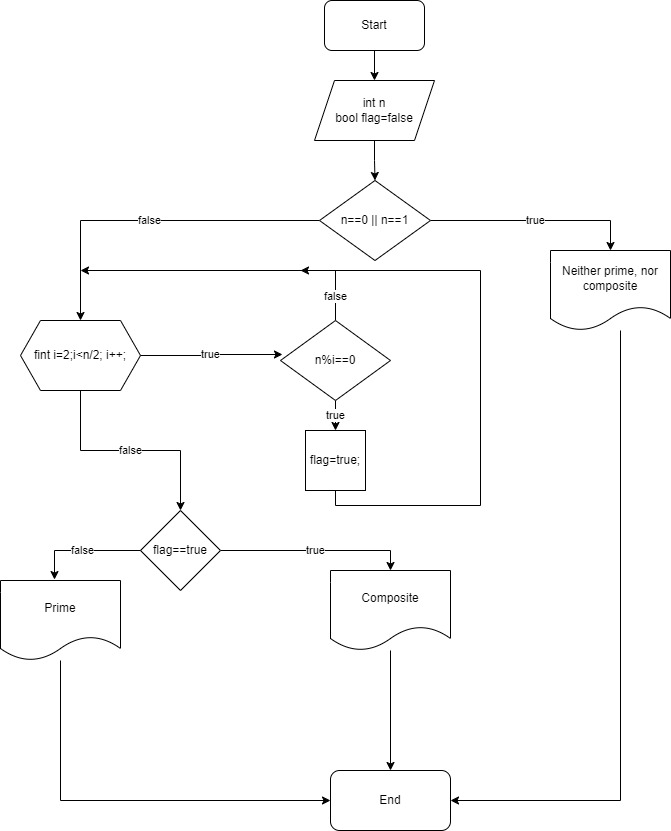 Start
int n
bool flag=false
n==0 || n==1
false
true
Neither prime, nor
composite
false
fint i=2;i<n/2; i++;
true
n%i==0
true
flag=true;
false
flag==true
false
true
Prime
Composite
End